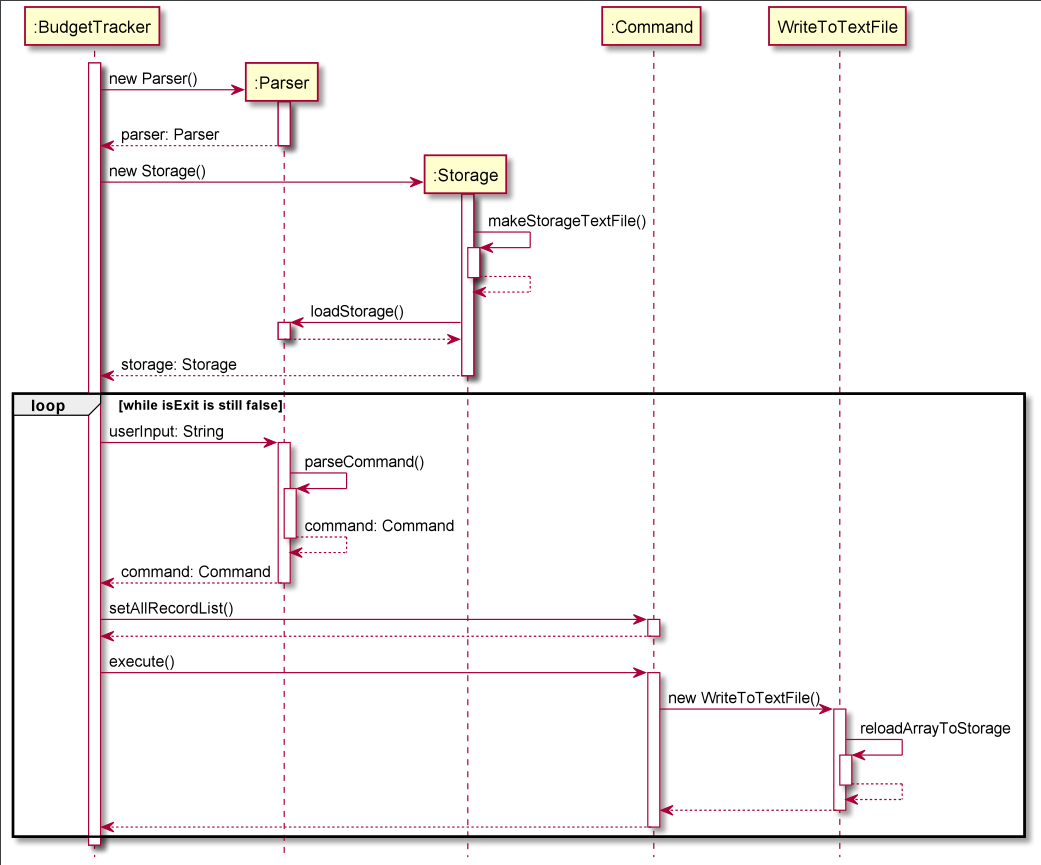 :BudgetTracker
:Command
WriteToTextFile
new Parser()
:Parser
parser: Parser
new Storage()
:Storage
makeStorageTextFile()
loadStorage()
storage: Storage
loop [while isExit is still false]
userInput: String
parseCommand()
command: Command
command: Command
setAllRecordList()
execute()
new WriteToTextFile()
reloadArrayToStorage